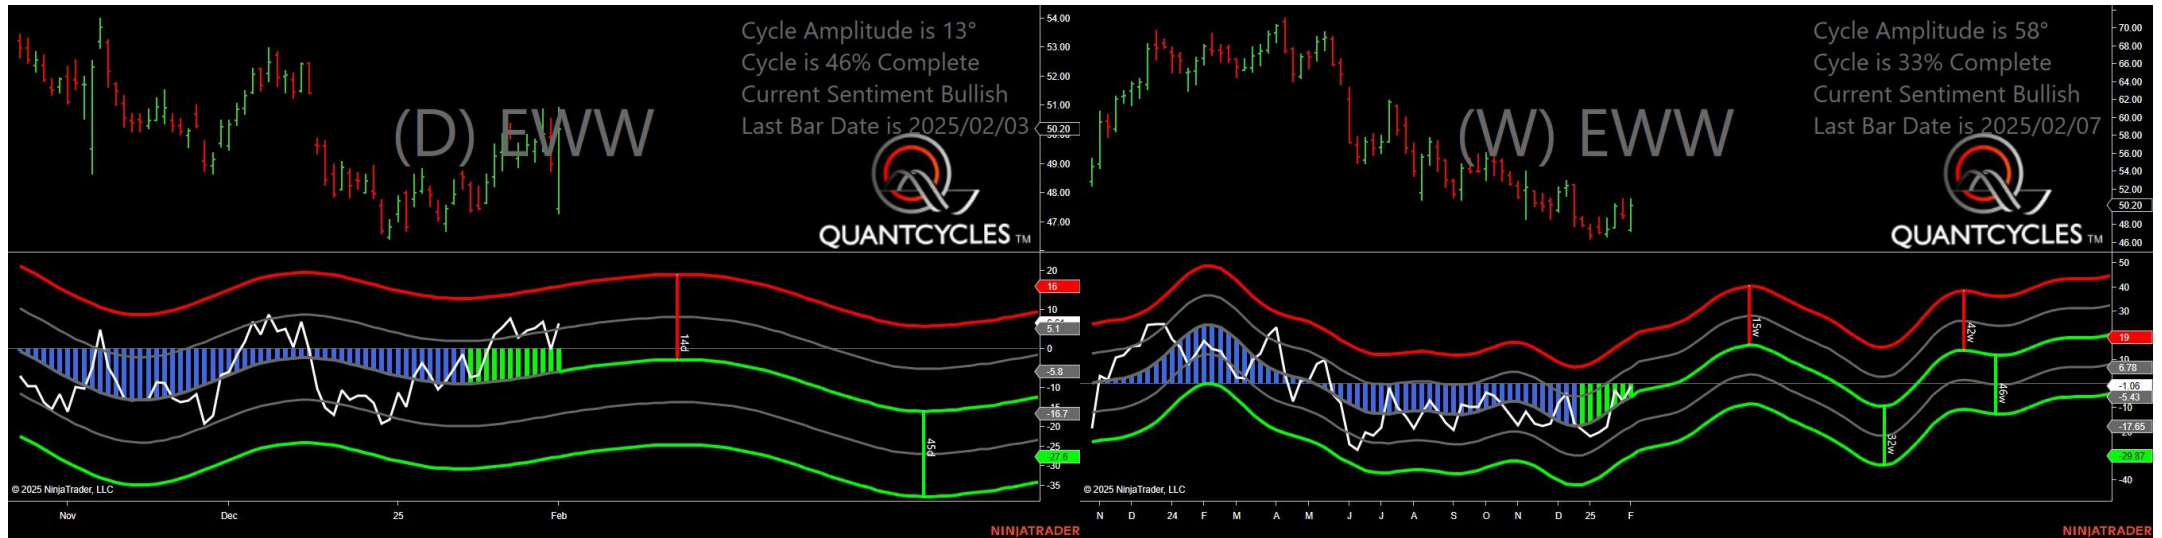 Cycle Amplitude is 13°
Cycle is 46% Complete
Current Sentiment Bullish
Last Bar Date is 2025/02/03
(D) EWW
QUANTCYCLES TM
54.00
53.00
52.00
51.00
50.20
49.00
48.00
47.00
20
16
10
5.1
0
-5.8
-10
-16.7
-20
-25
-27.6
-30
-35
14d
45d
© 2025 NinjaTrader, LLC
Nov
Dec
25
Feb
NINJATRADER
Cycle Amplitude is 58°
Cycle is 33% Complete
Current Sentiment Bullish
Last Bar Date is 2025/02/07
(W) EWW
QUANTCYCLES TM
70.00
68.00
66.00
64.00
62.00
60.00
58.00
56.00
54.00
52.00
50.20
48.00
46.00
50
40
30
19
10
6.78
-1.06
-5.43
-10
-17.65
-29.87
-40
15w
32w
42w
46w
© 2025 NinjaTrader, LLC
N D 24 F M A M J J A S O N D 25 F
NINJATRADER